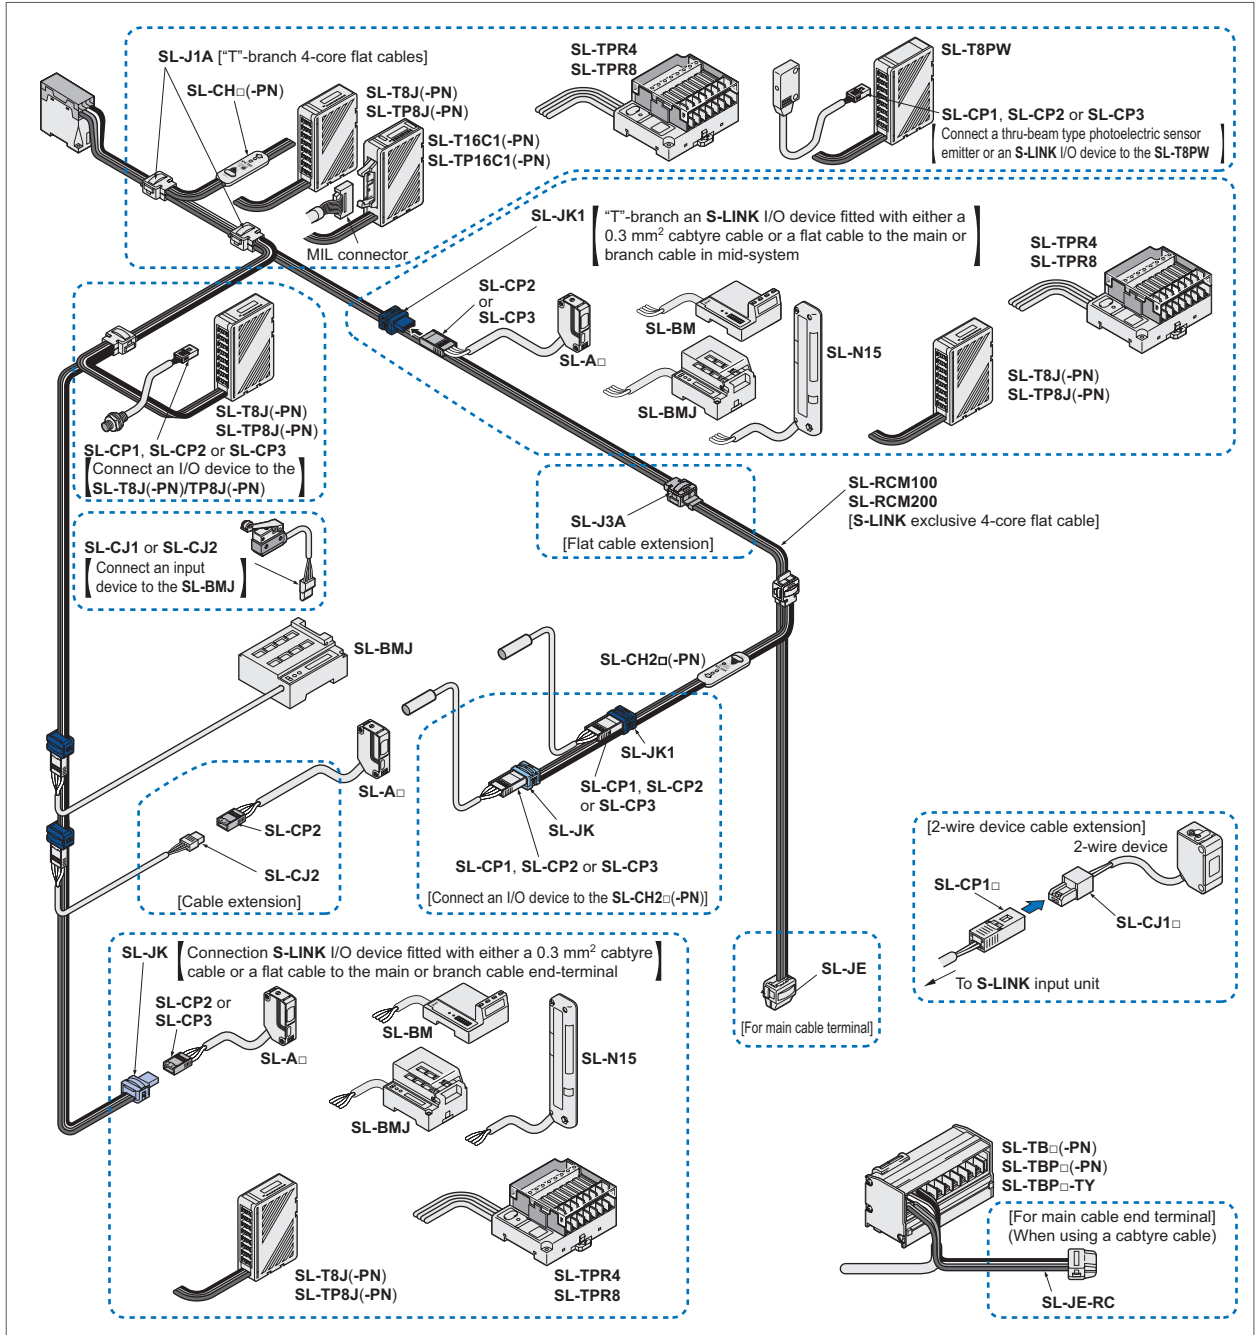 SL-J1A ["T"-branch 4-core flat cables]
SL-CH□(-PN)
SL-T8J(-PN)
SL-TP8J(-PN)
SL-T16C1(-PN)
SL-TP16C1(-PN)
MIL connector
SL-TPR4
SL-TPR8
SL-T8PW
SL-CP1, SL-CP2 or SL-CP3
[Connect a thru-beam type photoelectric sensor
emitter or an S-LINK I/O device to the SL-T8PW]
SL-JK1
["T"-branch an S-LINK I/O device fitted with either a
0.3 mm² cabtyre cable or a flat cable to the main or
branch cable in mid-system]
SL-CP2
or
SL-CP3
SL-A□
SL-BM
SL-BMJ
SL-N15
SL-TPR4
SL-TPR8
SL-T8J(-PN)
SL-TP8J(-PN)
SL-T8J(-PN)
SL-TP8J(-PN)
SL-CP1, SL-CP2 or SL-CP3
[Connect an I/O device to the
SL-T8J(-PN)/TP8J(-PN)]
SL-J3A
[Flat cable extension]
SL-RCM100
SL-RCM200
[S-LINK exclusive 4-core flat cable]
SL-CJ1 or SL-CJ2
[Connect an input
device to the SL-BMJ]
SL-BMJ
SL-CH2□(-PN)
SL-JK1
SL-CP1, SL-CP2
or SL-CP3
SL-JK
SL-CP1, SL-CP2 or SL-CP3
[Connect an I/O device to the SL-CH2□(-PN)]
SL-A□
SL-CP2
SL-CJ2
[Cable extension]
[2-wire device cable extension]
2-wire device
SL-CP1□
SL-CJ1□
To S-LINK input unit
SL-JE
[For main cable terminal]
SL-JK
[Connection S-LINK I/O device fitted with either a 0.3 mm² cabtyre
cable or a flat cable to the main or branch cable end-terminal]
SL-CP2 or
SL-CP3
SL-A□
SL-BM
SL-BMJ
SL-N15
SL-T8J(-PN)
SL-TP8J(-PN)
SL-TPR4
SL-TPR8
SL-TB□(-PN)
SL-TBP□(-PN)
SL-TBP□-TY
[For main cable end terminal]
(When using a cabtyre cable)
SL-JE-RC